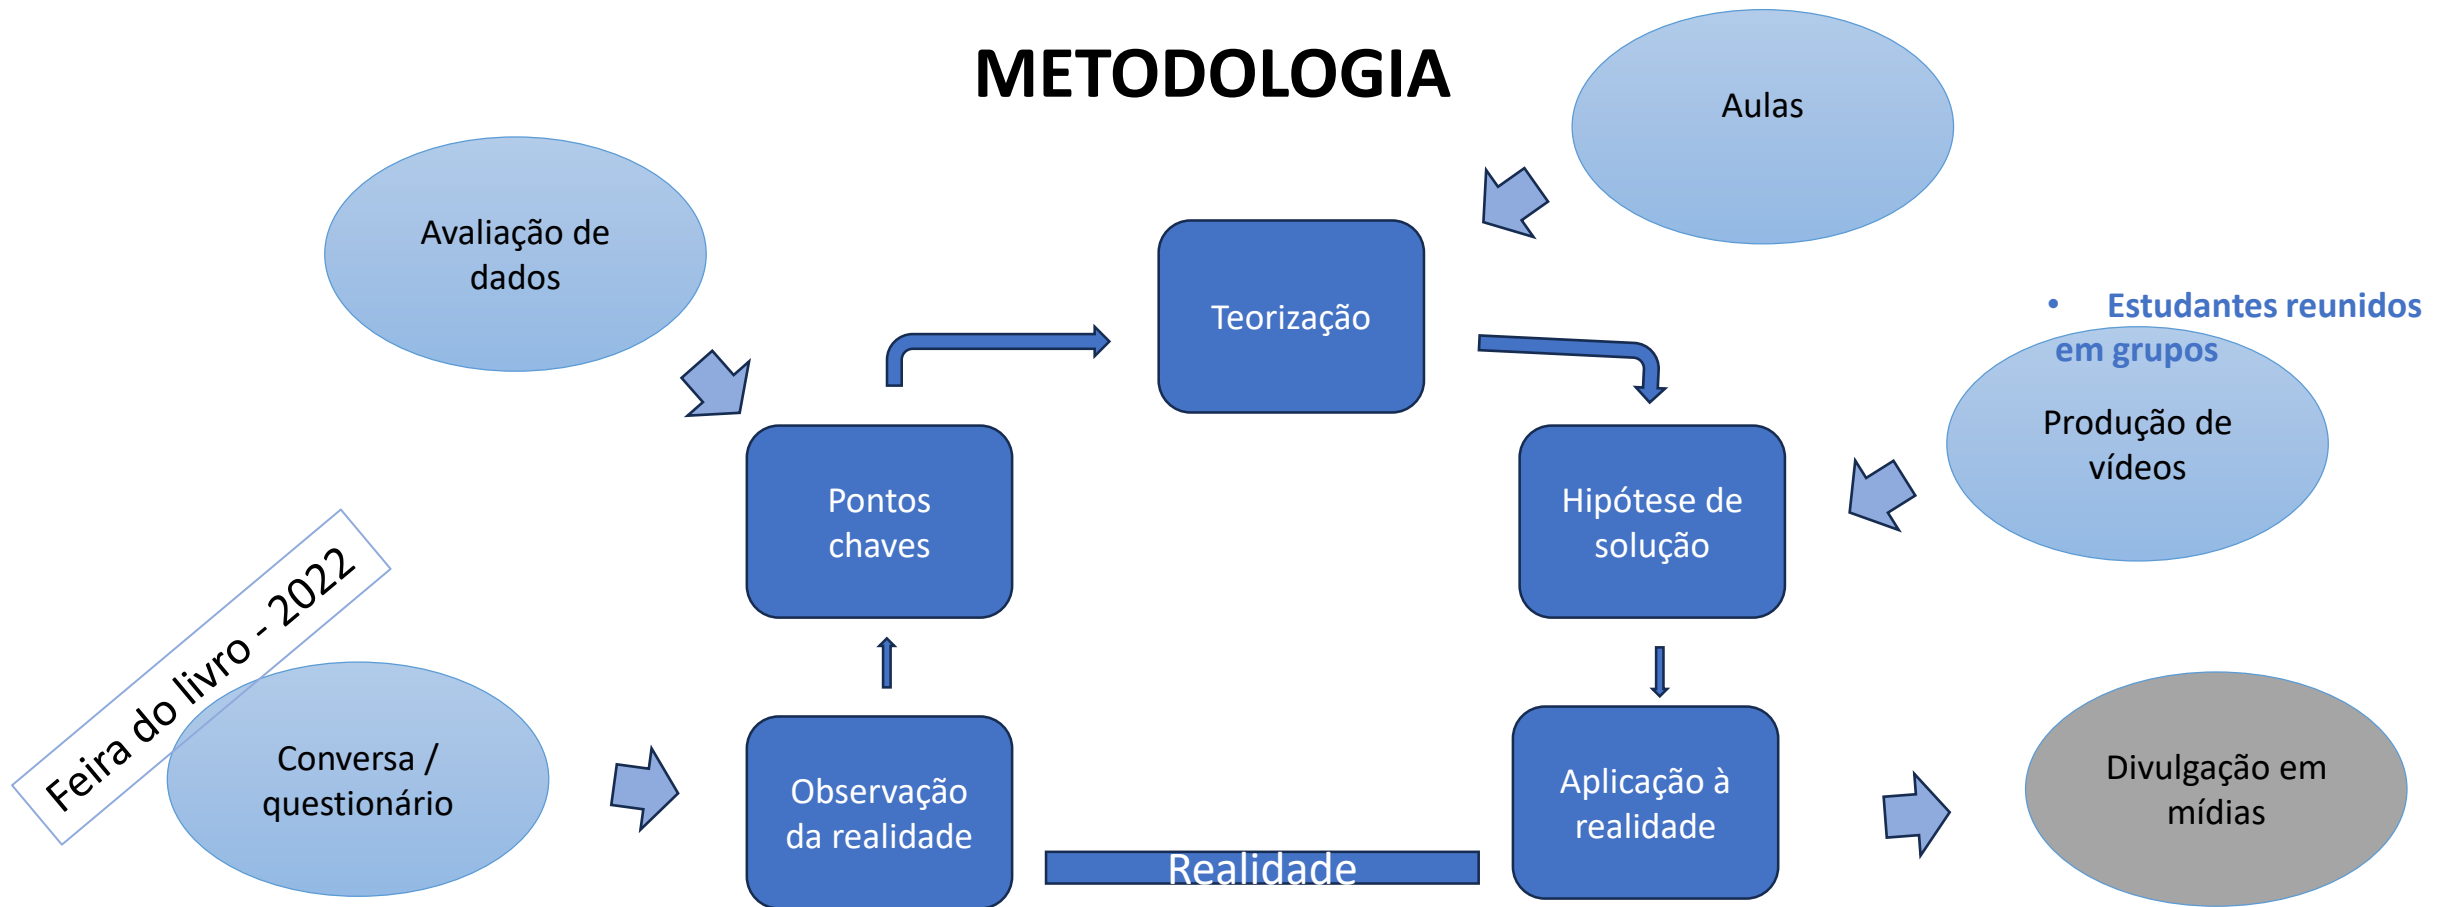 METODOLOGIA
Aulas
Avaliação de
dados
Teorização
• Estudantes reunidos
em grupos
Produção de
vídeos
Pontos
chaves
Hipótese de
solução
Feira do livro - 2022
Conversa /
questionário
Observação
da realidade
Realidade
Aplicação à
realidade
Divulgação em
mídias